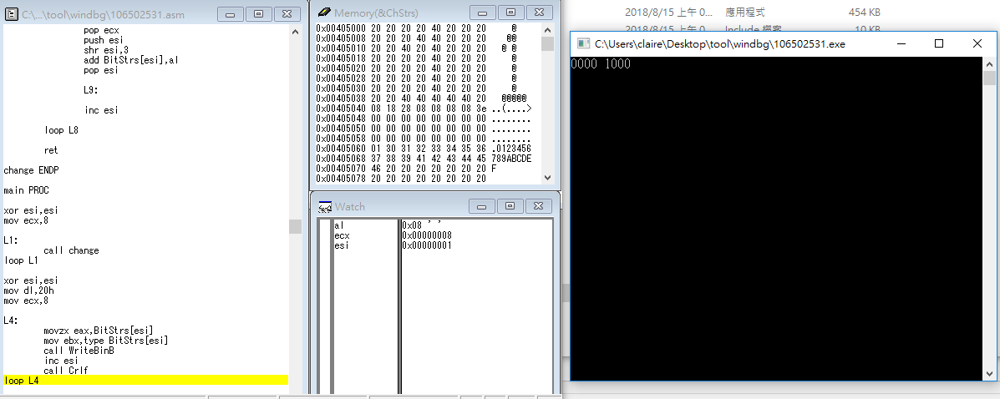 C:\...\tool\windbg\106502531.asm
pop ecx
push esi
shr esi,3
add BitStrs[esi],al
pop esi
L9:
inc esi
loop L8
ret
change ENDP
main PROC
xor esi,esi
mov ecx,8
L1:
call change
loop L1
xor esi,esi
mov dl,20h
mov ecx,8
L4:
movzx eax,BitStrs[esi]
mov ebx,type BitStrs[esi]
call WriteBinB
inc esi
call Crlf
loop L4
Memory(&ChStrs)
0x00405000 20 20 20 20 40 20 20 20     @
0x00405008 20 20 20 40 40 20 20 20    @@
0x00405010 20 20 40 20 40 20 20 20   @ @
0x00405018 20 20 20 20 40 20 20 20     @
0x00405020 20 20 20 20 40 20 20 20     @
0x00405028 20 20 20 20 40 20 20 20     @
0x00405030 20 20 20 20 40 20 20 20     @
0x00405038 20 20 40 40 40 40 40 20   @@@@@
0x00405040 08 18 28 08 08 08 08 3e ..(....>
0x00405048 00 00 00 00 00 00 00 00 ........
0x00405050 00 00 00 00 00 00 00 00 ........
0x00405058 00 00 00 00 00 00 00 00 ........
0x00405060 01 30 31 32 33 34 35 36 .0123456
0x00405068 37 38 39 41 42 43 44 45 789ABCDE
0x00405070 46 20 20 20 20 20 20 20 F
0x00405078 20 20 20 20 20 20 20 20
Watch
al 0x08 ' '
ecx 0x00000008
esi 0x00000001
2018/8/15 上午 0... 應用程式 454 KB
2018/8/15 上午 0... Include 檔案 10 KB
C:\Users\claire\Desktop\tool\windbg\106502531.exe
0000 1000